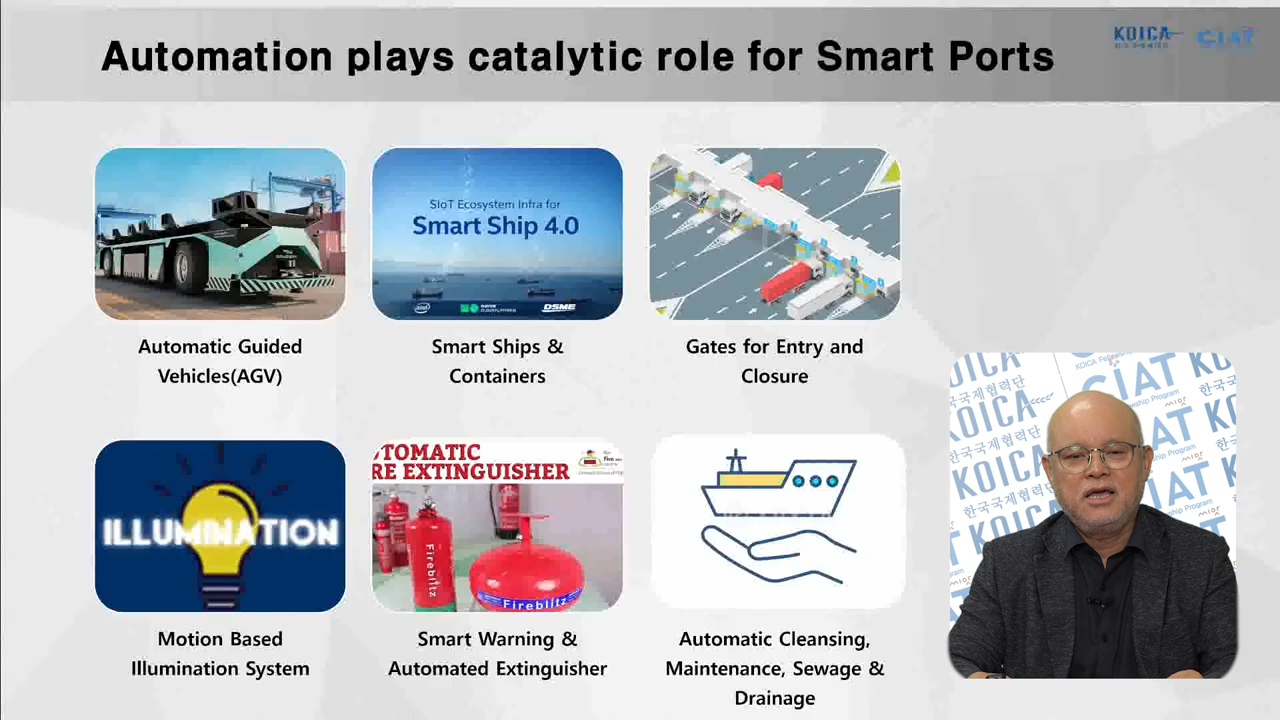 Automation plays catalytic role for Smart Ports
KOICA
CIAT
SIoT Ecosystem Infra for
Smart Ship 4.0
intel
DSME
Automatic Guided
Vehicles(AGV)
Smart Ships &
Containers
Gates for Entry and
Closure
ILLUMINATION
TOMATIC
RE EXTINGUISHER
Fireblitz
Fireblitz
Motion Based
Illumination System
Smart Warning &
Automated Extinguisher
Automatic Cleansing,
Maintenance, Sewage &
Drainage
KOICA
한국국제협력단
CIAT
씨앗